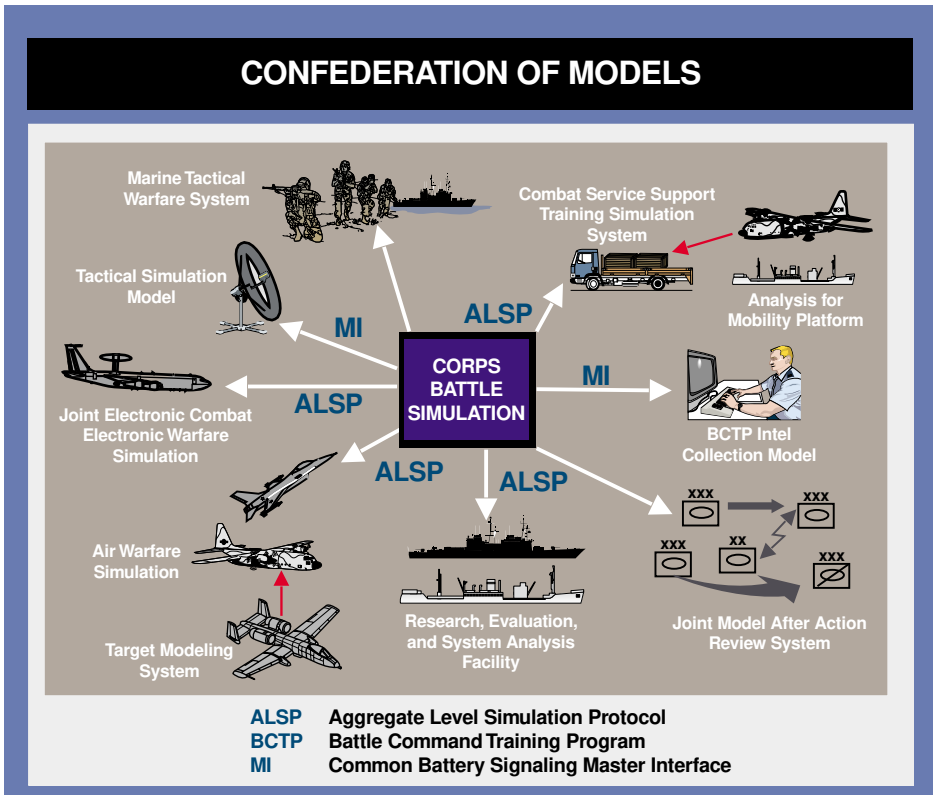 CONFEDERATION OF MODELS
Marine Tactical
Warfare System
Combat Service Support
Training Simulation
System
Tactical Simulation
Model
Analysis for
Mobility Platform
ALSP
MI
CORPS
BATTLE
SIMULATION
MI
ALSP
Joint Electronic Combat
Electronic Warfare
Simulation
BCTP Intel
Collection Model
ALSP
ALSP
xxx
xxx
xxx
xx
xxx
Air Warfare
Simulation
Research, Evaluation,
and System Analysis
Facility
Joint Model After Action
Review System
Target Modeling
System
ALSP Aggregate Level Simulation Protocol
BCTP Battle Command Training Program
MI Common Battery Signaling Master Interface